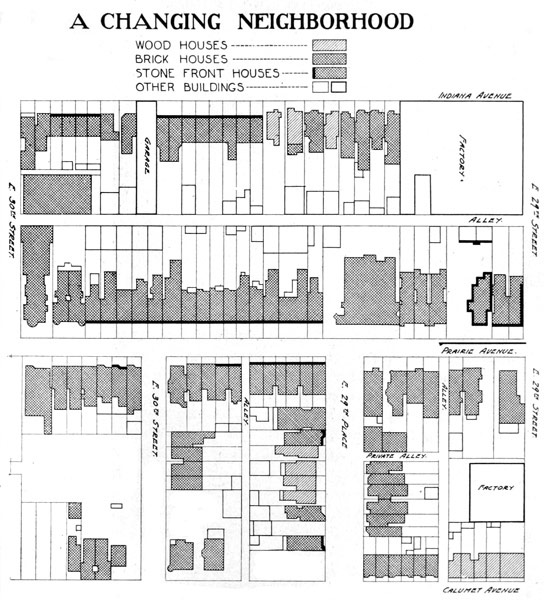 A CHANGING NEIGHBORHOOD
WOOD HOUSES
BRICK HOUSES
STONE FRONT HOUSES
OTHER BUILDINGS
INDIANA AVENUE
GARAGE
FACTORY.
E. 30TH STREET
ALLEY.
E. 29TH STREET
PRAIRIE AVENUE.
E. 30TH STREET
ALLEY
E. 29TH PLACE
ALLEY
E. 29TH STREET
PRIVATE ALLEY.
FACTORY
CALUMET AVENUE